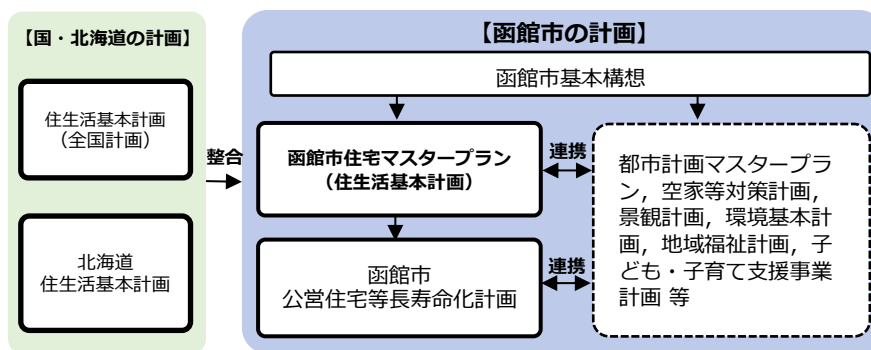 【国・北海道の計画】
住生活基本計画
（全国計画）
北海道
住生活基本計画
整合
【函館市の計画】
函館市基本構想
函館市住宅マスタープラン
（住生活基本計画）
連携
函館市
公営住宅等長寿命化計画
連携
都市計画マスタープラ
ン，空家等対策計画，
景観計画，環境基本計
画，地域福祉計画，子
ども・子育て支援事業
計画 等